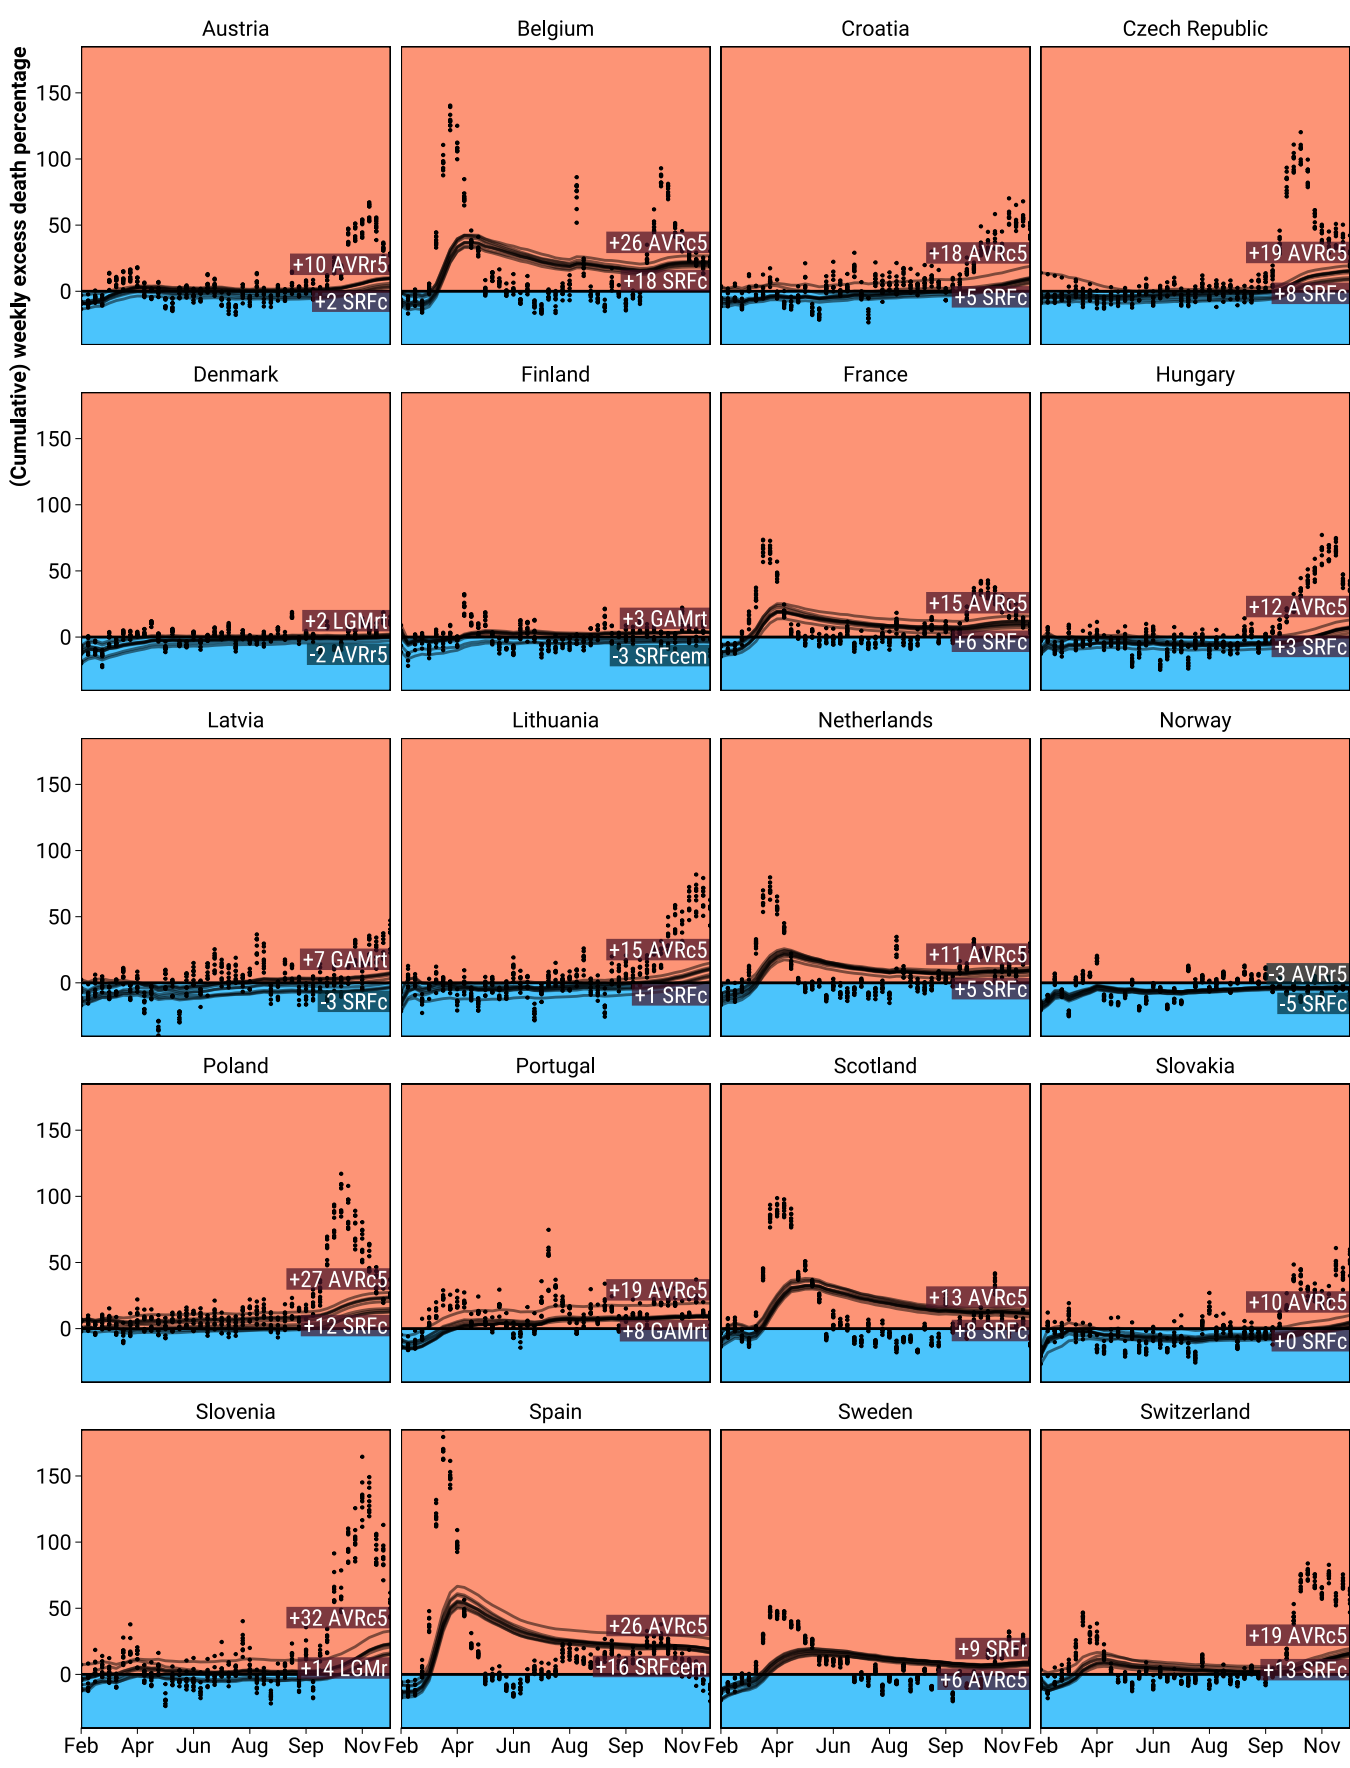 (Cumulative) weekly excess death percentage
Austria
Belgium
Croatia
Czech Republic
150
100
50
0
+10 AVRr5
+2 SRFc
+26 AVRc5
+18 SRFc
+18 AVRc5
+5 SRFc
+19 AVRc5
+8 SRFc
Denmark
Finland
France
Hungary
150
100
50
0
+2 LGMrt
-2 AVRr5
+3 GAMrt
-3 SRFcem
+15 AVRc5
+6 SRFc
+12 AVRc5
+3 SRFc
Latvia
Lithuania
Netherlands
Norway
150
100
50
0
+7 GAMrt
-3 SRFc
+15 AVRc5
+1 SRFc
+11 AVRc5
+5 SRFc
-3 AVRr5
-5 SRFc
Poland
Portugal
Scotland
Slovakia
150
100
50
0
+27 AVRc5
+12 SRFc
+19 AVRc5
+8 GAMrt
+13 AVRc5
+8 SRFc
+10 AVRc5
+0 SRFc
Slovenia
Spain
Sweden
Switzerland
150
100
50
0
+32 AVRc5
+14 LGMr
+26 AVRc5
+16 SRFcem
+9 SRFr
+6 AVRc5
+19 AVRc5
+13 SRFc
Feb Apr Jun Aug Sep Nov
Feb Apr Jun Aug Sep Nov
Feb Apr Jun Aug Sep Nov
Feb Apr Jun Aug Sep Nov